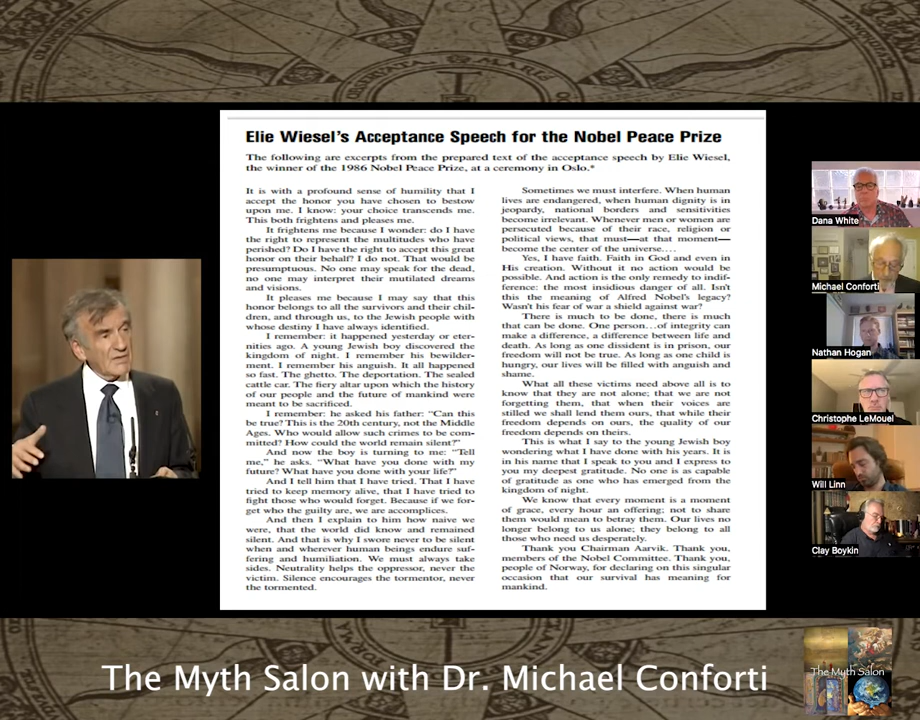 OBSERVATA
MARE
Elie Wiesel's Acceptance Speech for the Nobel Peace Prize
The following are excerpts from the prepared text of the acceptance speech by Elie Wiesel,
the winner of the 1986 Nobel Peace Prize, at a ceremony in Oslo.*
It is with a profound sense of humility that I
accept the honor you have chosen to bestow
upon me. I know: your choice transcends me.
This both frightens and pleases me.
It frightens me because I wonder: do I have
the right to represent the multitudes who have
perished? Do I have the right to accept this great
honor on their behalf? I do not. That would be
presumptuous. No one may speak for the dead,
no one may interpret their mutilated dreams
and visions.
It pleases me because I may say that this
honor belongs to all the survivors and their chil-
dren, and through us, to the Jewish people with
whose destiny I have always identified.
I remember: it happened yesterday or eter-
nities ago. A young Jewish boy discovered the
kingdom of night. I remember his bewilder-
ment. I remember his anguish. It all happened
so fast. The ghetto. The deportation. The sealed
cattle car. The fiery altar upon which the history
of our people and the future of mankind were
meant to be sacrificed.
I remember: he asked his father: "Can this
be true? This is the 20th century, not the Middle
Ages. Who would allow such crimes to be com-
mitted? How could the world remain silent?"
And now the boy is turning to me: "Tell
me," he asks. "What have you done with my
future? What have you done with your life?"
And I tell him that I have tried. That I have
tried to keep memory alive, that I have tried to
fight those who would forget. Because if we for-
get who the guilty are, we are accomplices.
And then I explain to him how naive we
were, that the world did know and remained
silent. And that is why I swore never to be silent
when and wherever human beings endure suf-
fering and humiliation. We must always take
sides. Neutrality helps the oppressor, never the
victim. Silence encourages the tormentor, never
the tormented.
Sometimes we must interfere. When human
lives are endangered, when human dignity is in
jeopardy, national borders and sensitivities
become irrelevant. Whenever men or women are
persecuted because of their race, religion or
political views, that must—at that moment—
become the center of the universe....
Yes, I have faith. Faith in God and even in
His creation. Without it no action would be
possible. And action is the only remedy to indif-
ference: the most insidious danger of all. Isn't
this the meaning of Alfred Nobel's legacy?
Wasn't his fear of war a shield against war?
There is much to be done, there is much
that can be done. One person...of integrity can
make a difference, a difference between life and
death. As long as one dissident is in prison, our
freedom will not be true. As long as one child is
hungry, our lives will be filled with anguish and
shame.
What all these victims need above all is to
know that they are not alone; that we are not
forgetting them, that when their voices are
stilled we shall lend them ours, that while their
freedom depends on ours, the quality of our
freedom depends on theirs.
This is what I say to the young Jewish boy
wondering what I have done with his years. It is
in his name that I speak to you and I express to
you my deepest gratitude. No one is as capable
of gratitude as one who has emerged from the
kingdom of night.
We know that every moment is a moment
of grace, every hour an offering; not to share
them would mean to betray them. Our lives no
longer belong to us alone; they belong to all
those who need us desperately.
Thank you Chairman Aarvik. Thank you,
members of the Nobel Committee. Thank you,
people of Norway, for declaring on this singular
occasion that our survival has meaning for
mankind.
Dana White
Michael Conforti
Nathan Hogan
Christophe LeMouel
Will Linn
Clay Boykin
The Myth Salon with Dr. Michael Conforti
The Myth Salon